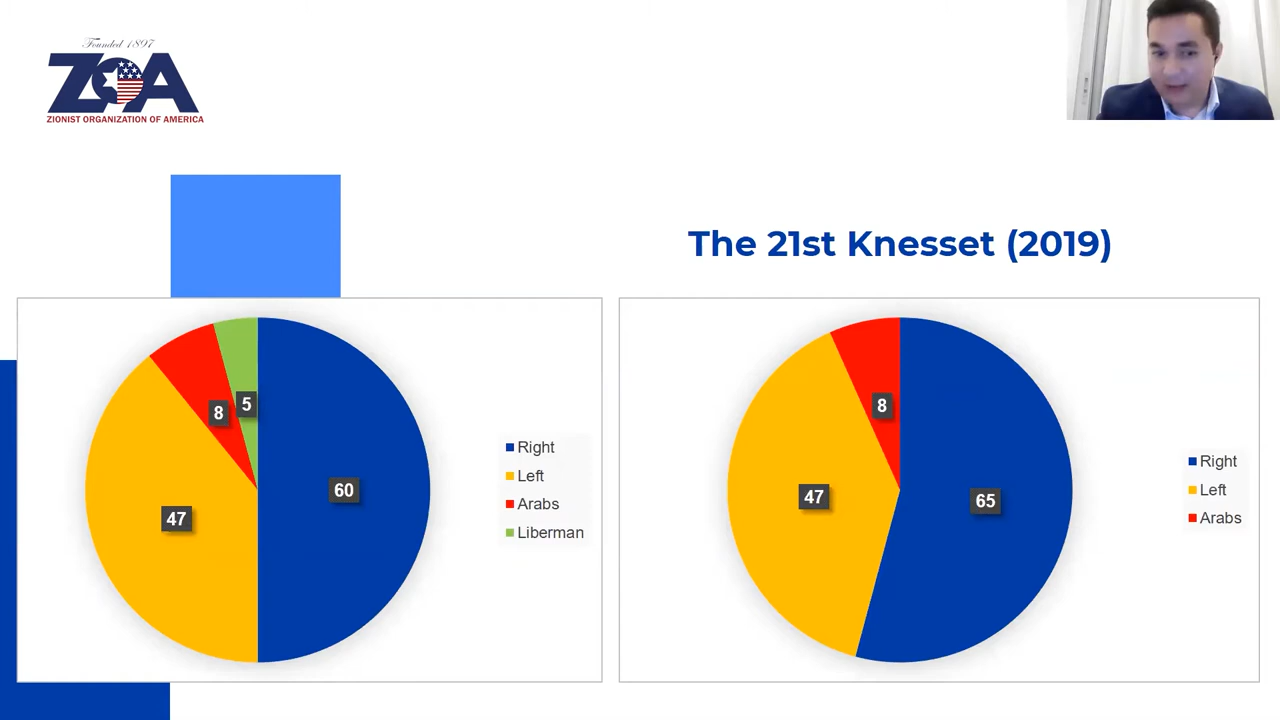 Founded 1897
ZOA
ZIONIST ORGANIZATION OF AMERICA
The 21st Knesset (2019)
5
8
60
47
Right
Left
Arabs
Liberman
8
47
65
Right
Left
Arabs